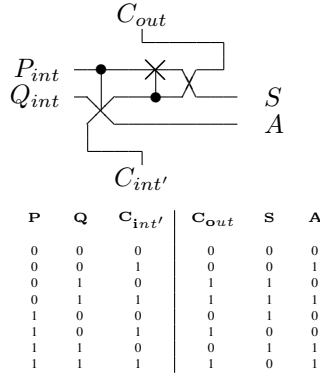 C_out
P_int
Q_int
S
A
C_int'
P Q C_int' C_out S A
0 0 0 0 0 0
0 0 1 0 0 0
0 1 0 1 1 0
0 1 1 1 1 1
1 0 0 0 1 0
1 0 1 1 0 0
1 1 0 0 1 1
1 1 1 1 0 1